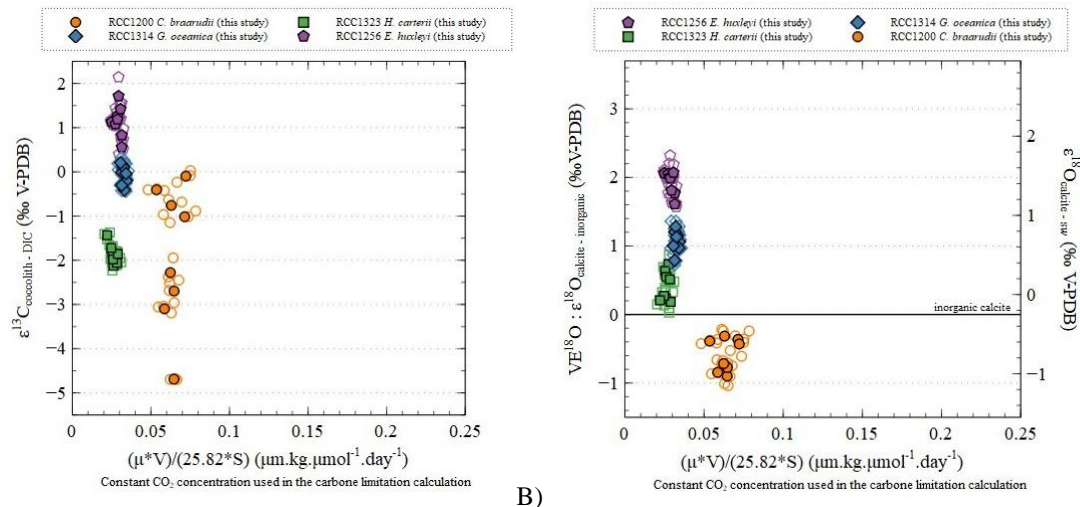 RCC1200 C. braarudii (this study) RCC1323 H. carterii (this study)
RCC1314 G. oceanica (this study) RCC1256 E. huxleyi (this study)
2
1
0
−1
−2
−3
−4
−5
ε¹³C coccolith - DIC (‰ V-PDB)
0 0.05 0.1 0.15 0.2 0.25
(μ*V)/(25.82*S) (μm.kg.μmol⁻¹.day⁻¹)
Constant CO₂ concentration used in the carbone limitation calculation
B)
RCC1256 E. huxleyi (this study) RCC1314 G. oceanica (this study)
RCC1323 H. carterii (this study) RCC1200 C. braarudii (this study)
3
2
1
0
−1
VE¹⁸O : ε¹⁸O calcite - inorganic (‰ V-PDB)
inorganic calcite
2
1
0
−1
ε¹⁸O calcite - sw (‰ V-PDB)
0 0.05 0.1 0.15 0.2 0.25
(μ*V)/(25.82*S) (μm.kg.μmol⁻¹.day⁻¹)
Constant CO₂ concentration used in the carbone limitation calculation